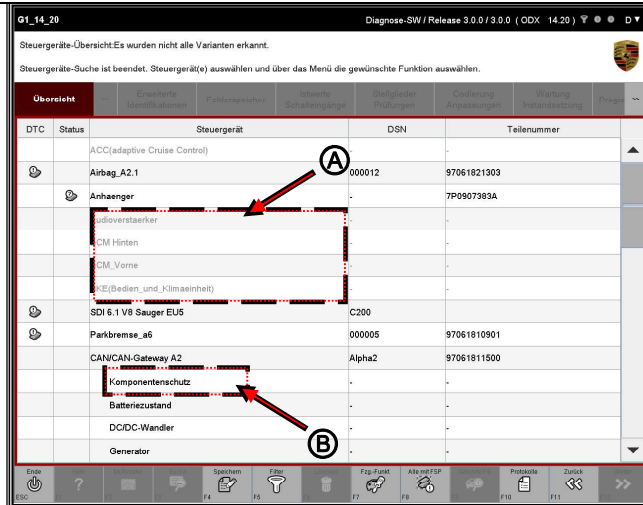 G1_14_20
Diagnose-SW / Release 3.0.0 / 3.0.0 ( ODX 14.20 )
D
Steuergeräte-Übersicht:Es wurden nicht alle Varianten erkannt.
Steuergeräte-Suche ist beendet. Steuergerät(e) auswählen und über das Menü die gewünschte Funktion auswählen.
Übersicht
Erweiterte Identifikationen
Fehlerspeicher
Istwerte Schalteingänge
Stellglieder Prüfungen
Codierung Anpassungen
Wartung Instandsetzung
DTC Status Steuergerät DSN Teilenummer
ACC(adaptive Cruise Control) - -
Airbag_A2.1 000012 97061821303
Anhaenger - 7P0907383A
udioverstaerker - -
CM Hinten - -
CM_Vorne - -
KE(Bedien_und_Klimaeinheit) - -
SDI 6.1 V8 Sauger EU5 C200
Parkbremse_a6 000005 97061810901
CAN/CAN-Gateway A2 Alpha2 97061811500
Komponentenschutz - -
Batteriezustand - -
DC/DC-Wandler - -
Generator - -
A
B
Ende Speichern Filter Fzg.-Funkt Alle mit FSP Protokolle Zurück
ESC F4 F5 F7 F8 F10 F11